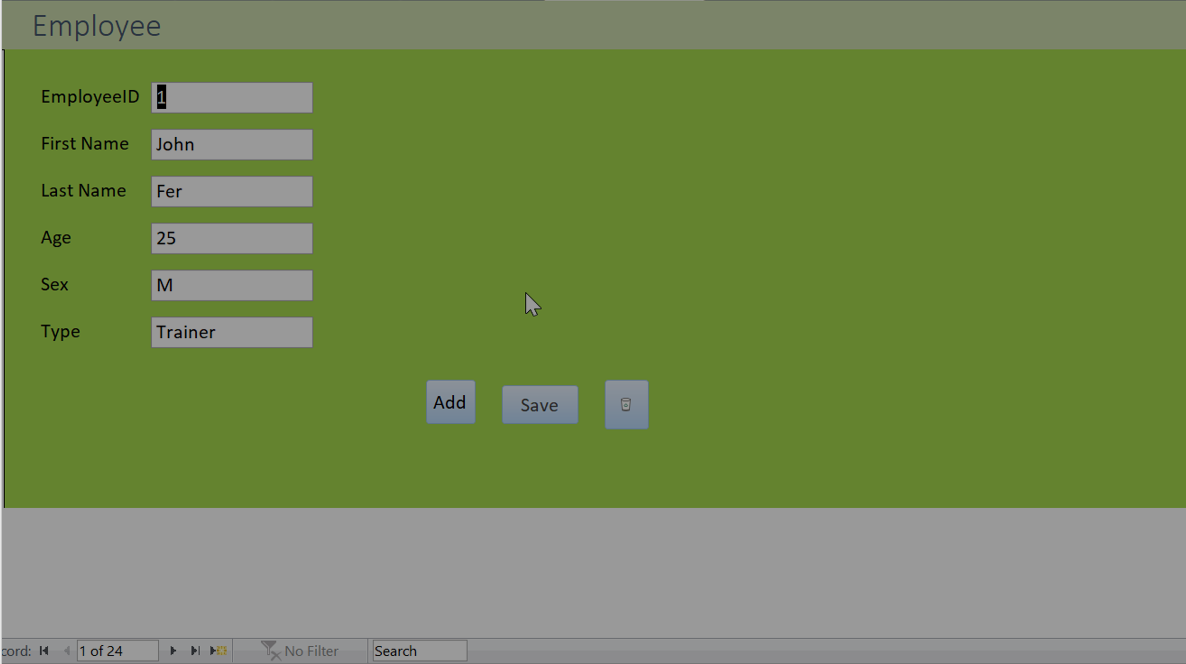 Employee
EmployeeID 1
First Name John
Last Name Fer
Age 25
Sex M
Type Trainer
Add Save
cord: 1 of 24 No Filter Search